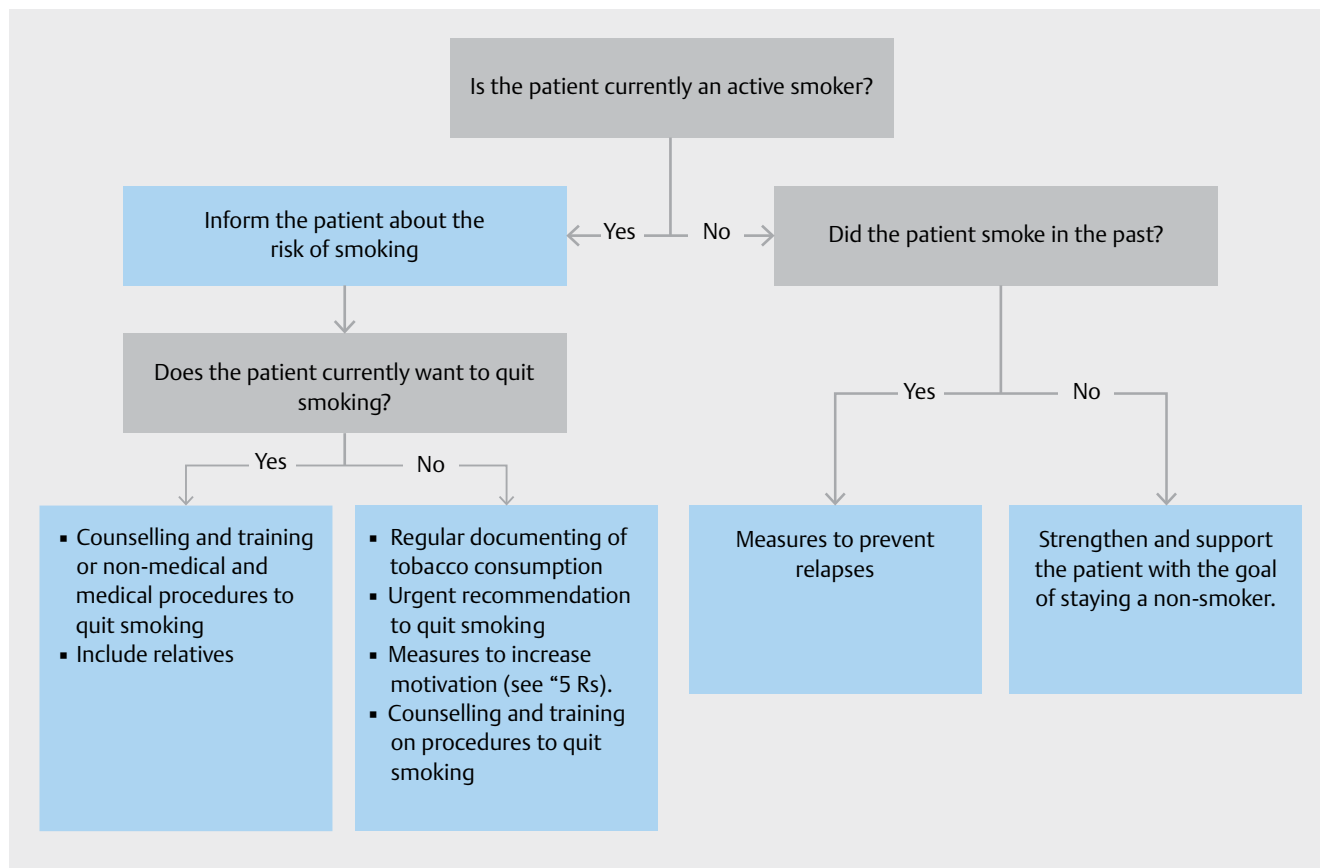 Is the patient currently an active smoker?
Inform the patient about the
risk of smoking
Yes
No
Did the patient smoke in the past?
Does the patient currently want to quit
smoking?
Yes
No
Yes
No
▪ Counselling and training
or non-medical and
medical procedures to
quit smoking
▪ Include relatives
▪ Regular documenting of
tobacco consumption
▪ Urgent recommendation
to quit smoking
▪ Measures to increase
motivation (see “5 Rs).
▪ Counselling and training
on procedures to quit
smoking
Measures to prevent
relapses
Strengthen and support
the patient with the goal
of staying a non-smoker.